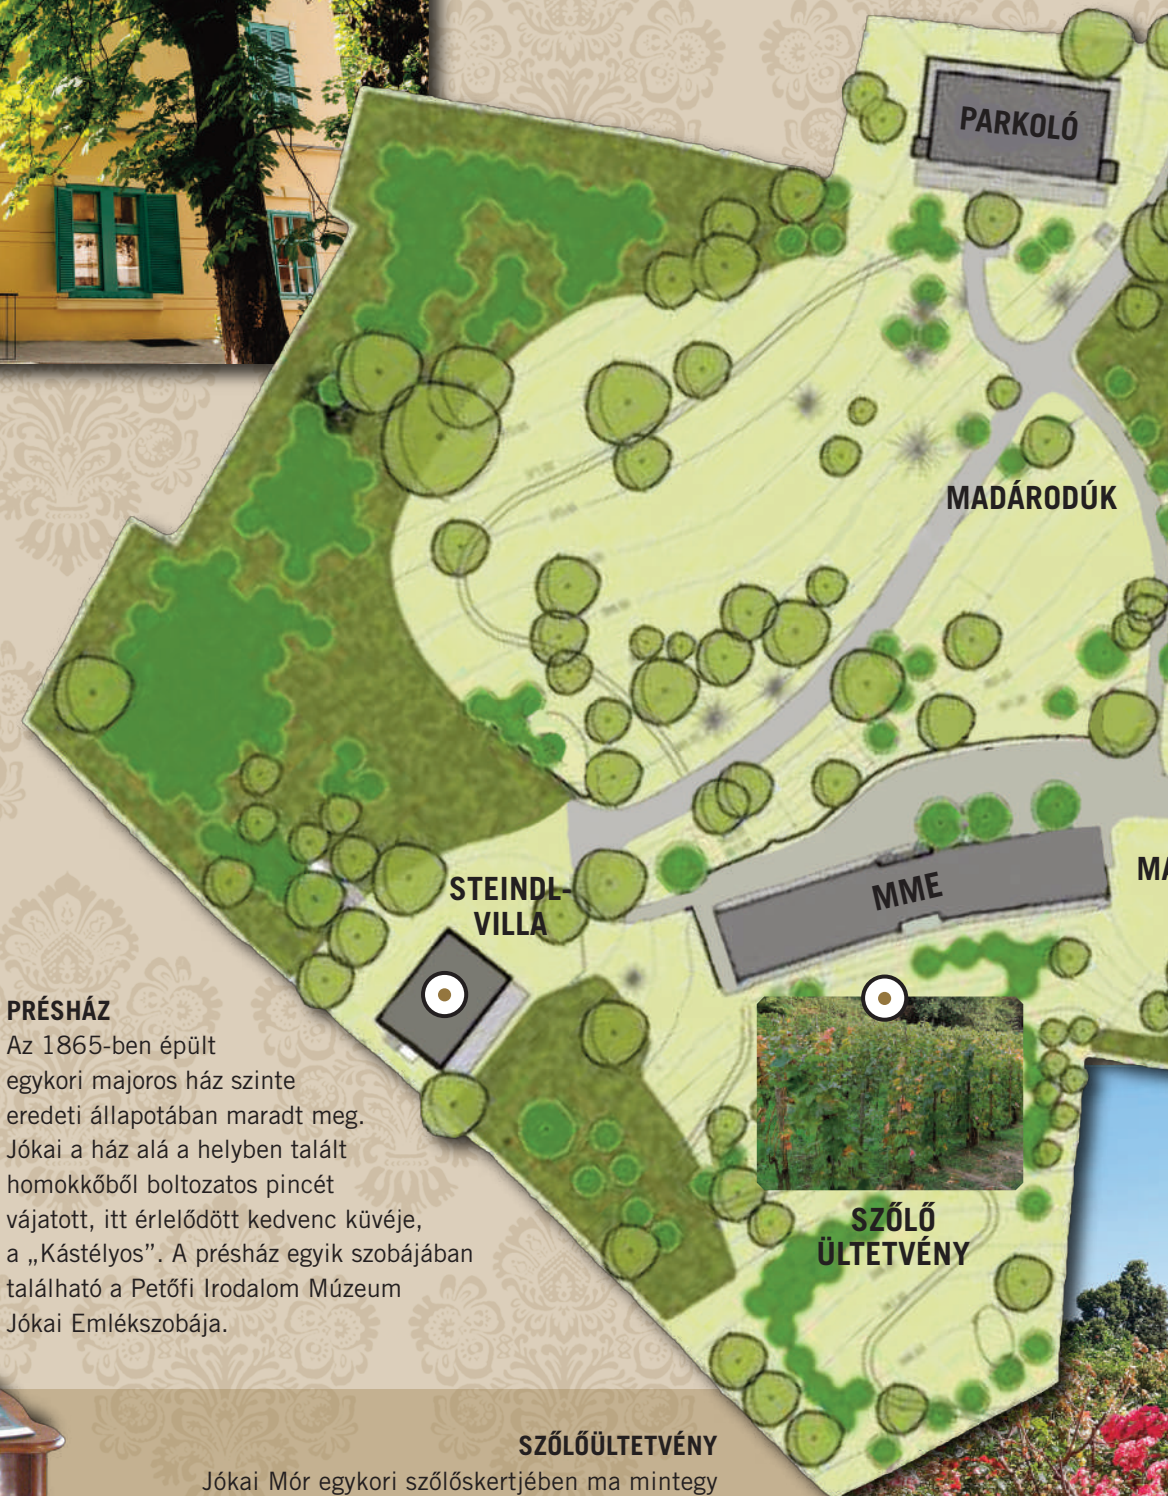 PARKOLÓ
MADÁRODÚK
STEINDL-
VILLA
MME
SZŐLŐ
ÜLTETVÉNY
PRÉSHÁZ
Az 1865-ben épült
egykori majoros ház szinte
eredeti állapotában maradt meg.
Jókai a ház alá a helyben talált
homokkőből boltozatos pincét
vájatott, itt érlelődött kedvenc küvéje,
a „Kástélyos”. A présház egyik szobájában
található a Petőfi Irodalom Múzeum
Jókai Emlékszobája.
SZŐLŐÜLTETVÉNY
Jókai Mór egykori szőlőskertjében ma mintegy